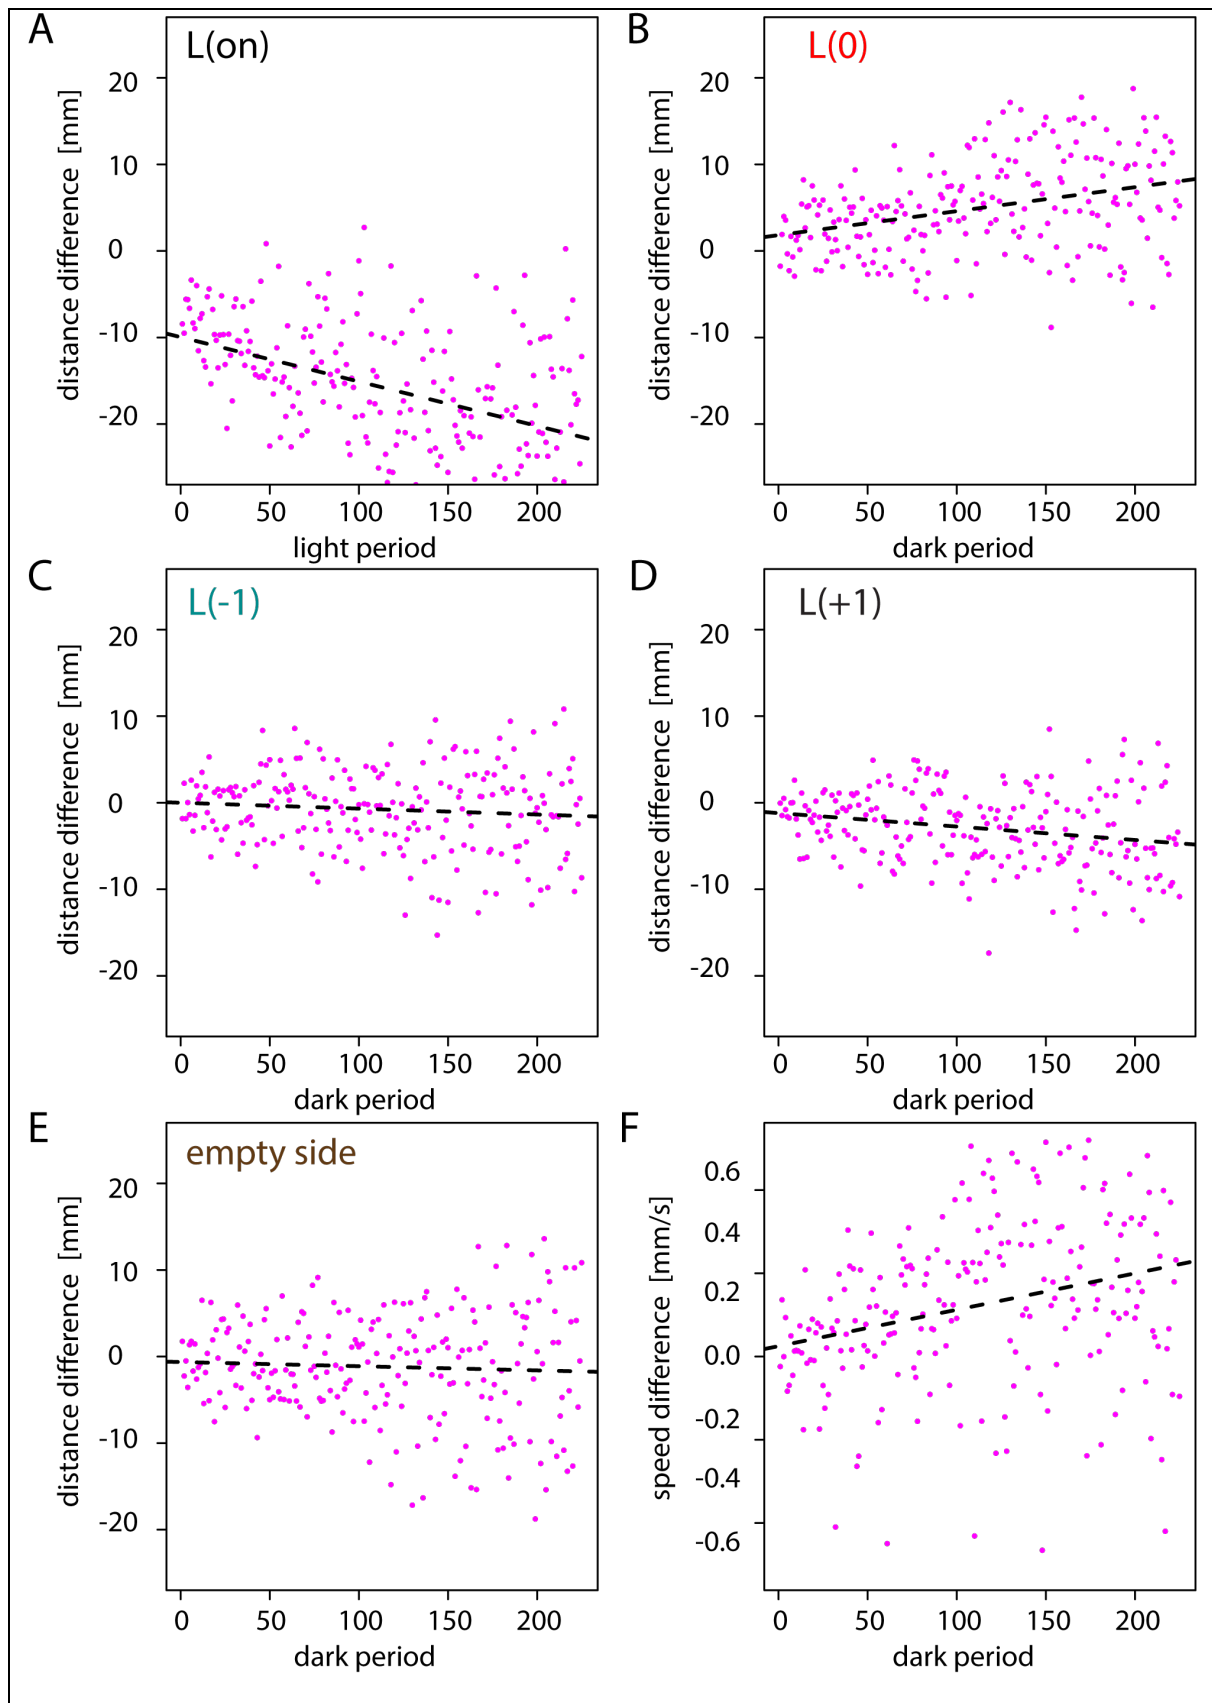 A
L(on)
distance difference [mm]
20
10
0
-10
-20
0 50 100 150 200
light period
B
L(0)
distance difference [mm]
20
10
0
-10
-20
0 50 100 150 200
dark period
C
L(-1)
distance difference [mm]
20
10
0
-10
-20
0 50 100 150 200
dark period
D
L(+1)
distance difference [mm]
20
10
0
-10
-20
0 50 100 150 200
dark period
E
empty side
distance difference [mm]
20
10
0
-10
-20
0 50 100 150 200
dark period
F
speed difference [mm/s]
0.6
0.4
0.2
0.0
-0.2
-0.4
-0.6
0 50 100 150 200
dark period